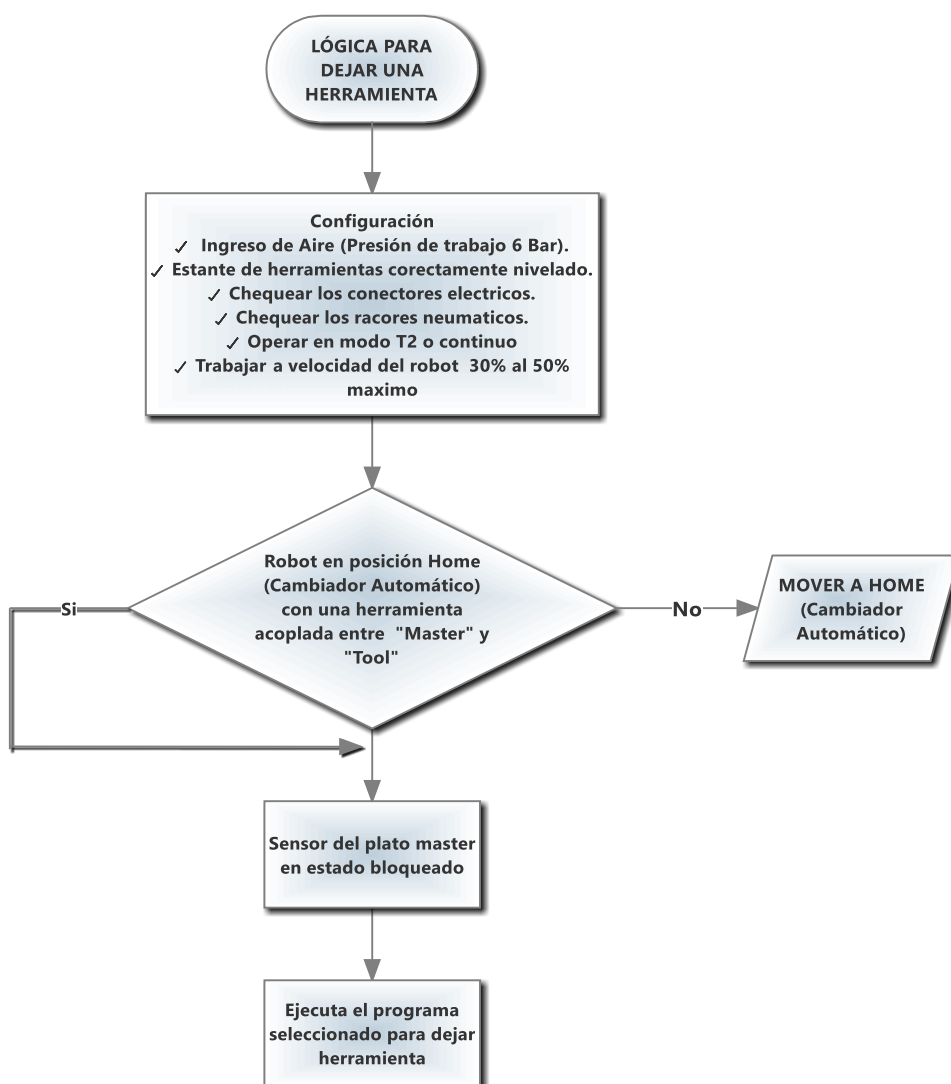 LÓGICA PARA
DEJAR UNA
HERRAMIENTA
Configuración
✓ Ingreso de Aire (Presión de trabajo 6 Bar).
✓ Estante de herramientas corectamente nivelado.
✓ Chequear los conectores electricos.
✓ Chequear los racores neumaticos.
✓ Operar en modo T2 o continuo
✓ Trabajar a velocidad del robot 30% al 50%
maximo
Robot en posición Home
(Cambiador Automático)
con una herramienta
acoplada entre "Master" y
"Tool"
Si
No
MOVER A HOME
(Cambiador
Automático)
Sensor del plato master
en estado bloqueado
Ejecuta el programa
seleccionado para dejar
herramienta